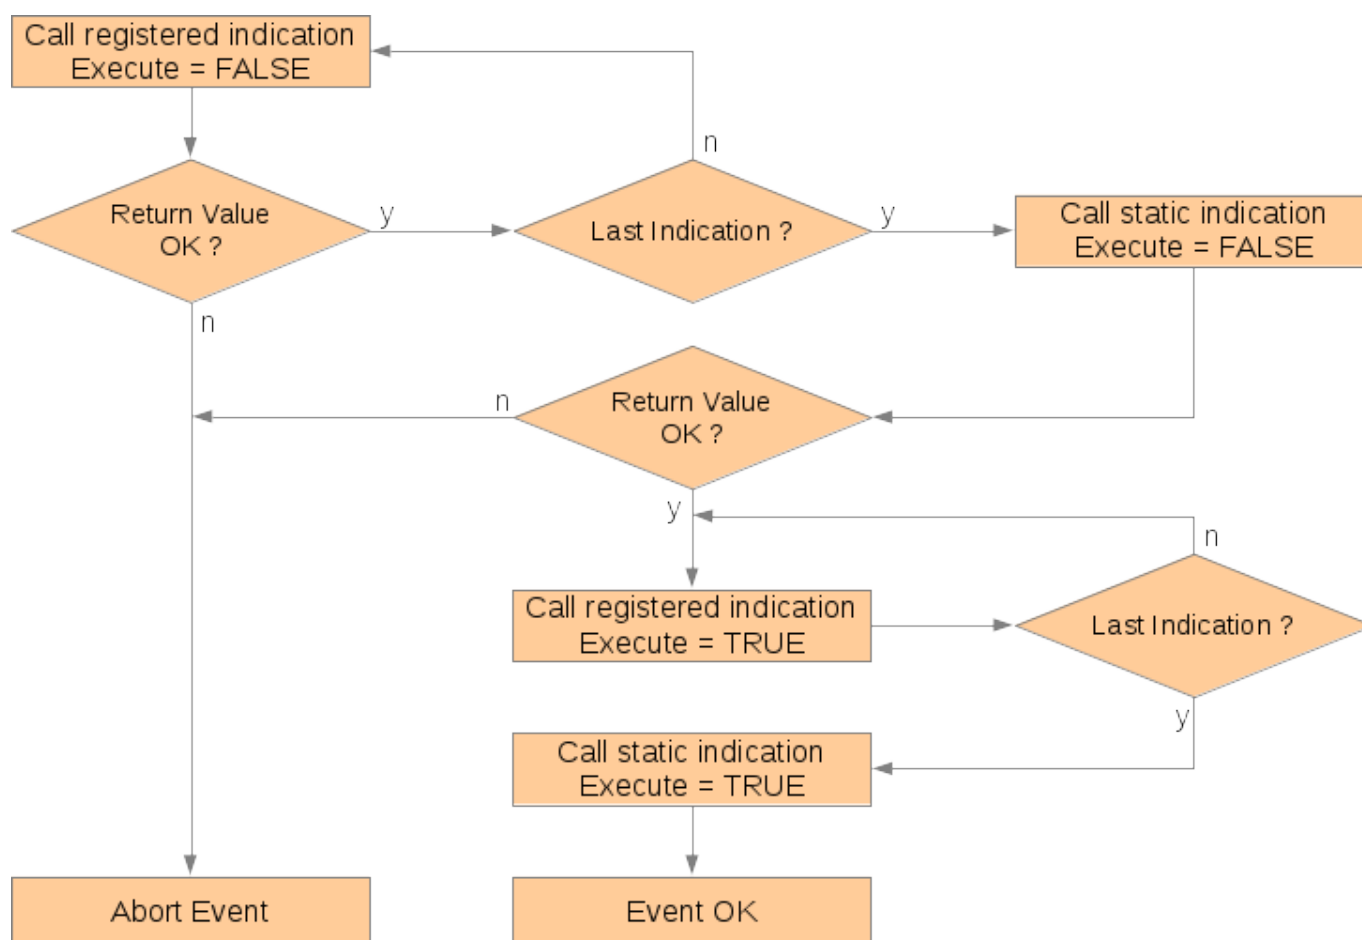 Call registered indication
Execute = FALSE
n
Return Value
OK ?
y
Last Indication ?
y
Call static indication
Execute = FALSE
n
n
Return Value
OK ?
y
n
Call registered indication
Execute = TRUE
Last Indication ?
y
Call static indication
Execute = TRUE
Abort Event
Event OK